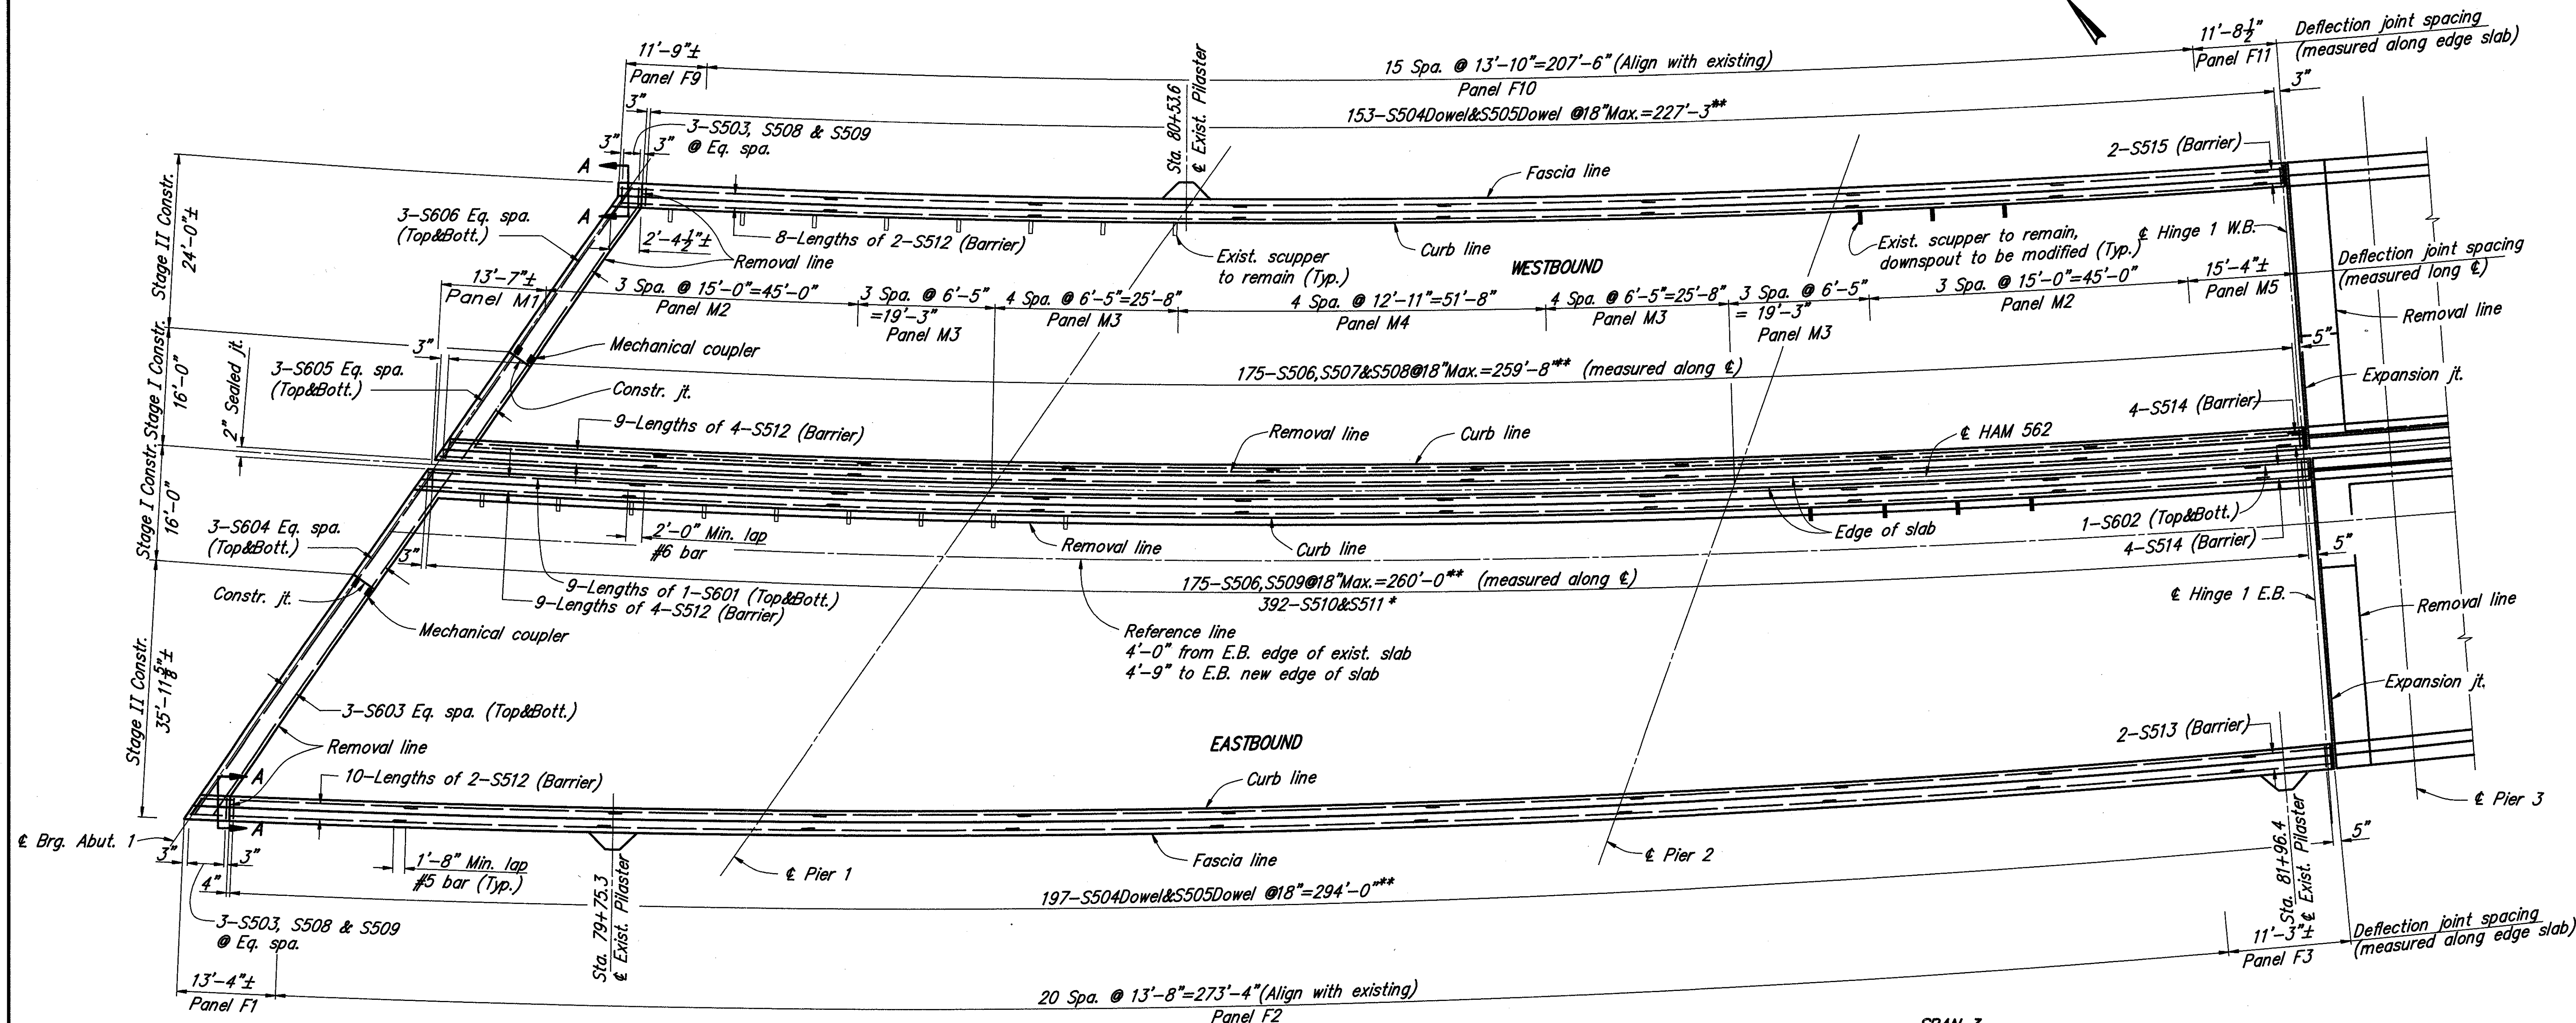 11'-9"±
Panel F9
15 Spa. @ 13'-10"=207'-6" (Align with existing)
Panel F10
11'-8½"
Panel F11
Deflection joint spacing
(measured along edge slab)
3"
3"
153-S504Dowel&S505Dowel @18"Max.=227'-3"**
3-S503, S508 & S509
@ Eq. spa.
3"
3"
A
A
Sta. 80+53.6
℄ Exist. Pilaster
Fascia line
2-S515 (Barrier)
Stage II Constr.
24'-0"±
3-S606 Eq. spa.
(Top&Bott.)
2'-4½"±
8-Lengths of 2-S512 (Barrier)
Removal line
Exist. scupper
to remain (Typ.)
Curb line
WESTBOUND
Exist. scupper to remain,
downspout to be modified (Typ.)
℄ Hinge 1 W.B.
Deflection joint spacing
(measured long ℄)
13'-7"±
Panel M1
3 Spa. @ 15'-0"=45'-0"
Panel M2
3 Spa. @ 6'-5"
=19'-3"
Panel M3
4 Spa. @ 6'-5"=25'-8"
Panel M3
4 Spa. @ 12'-11"=51'-8"
Panel M4
4 Spa. @ 6'-5"=25'-8"
Panel M3
3 Spa. @ 6'-5"
= 19'-3"
Panel M3
3 Spa. @ 15'-0"=45'-0"
Panel M2
15'-4"±
Panel M5
Removal line
5"
Stage I Constr.
16'-0"
2" Sealed jt.
3"
Mechanical coupler
3-S605 Eq. spa.
(Top&Bott.)
Constr. jt.
175-S506,S507&S508@18"Max.=259'-8"** (measured along ℄)
Expansion jt.
9-Lengths of 4-S512 (Barrier)
Removal line
Curb line
℄ HAM 562
4-S514 (Barrier)
Stage I Constr.
16'-0"
3-S604 Eq. spa.
(Top&Bott.)
2'-0" Min. lap
#6 bar
Removal line
Curb line
Edge of slab
1-S602 (Top&Bott.)
4-S514 (Barrier)
5"
3"
Constr. jt.
9-Lengths of 1-S601 (Top&Bott.)
9-Lengths of 4-S512 (Barrier)
175-S506,S509@18"Max.=260'-0"** (measured along ℄)
392-S510&S511*
℄ Hinge 1 E.B.
Removal line
Mechanical coupler
Reference line
4'-0" from E.B. edge of exist. slab
4'-9" to E.B. new edge of slab
Stage II Constr.
35'-11⅝"±
3-S603 Eq. spa. (Top&Bott.)
Expansion jt.
Removal line
EASTBOUND
2-S513 (Barrier)
A
10-Lengths of 2-S512 (Barrier)
Curb line
℄ Pier 3
A
℄ Brg. Abut. 1
3"
3"
4"
1'-8" Min. lap
#5 bar (Typ.)
Sta. 79+75.3
℄ Exist. Pilaster
℄ Pier 1
Fascia line
℄ Pier 2
5"
Sta. 81+96.4
℄ Exist. Pilaster
197-S504Dowel&S505Dowel @18"=294'-0"**
3-S503, S508 & S509
@ Eq. spa.
11'-3"±
Panel F3
Deflection joint spacing
(measured along edge slab)
13'-4"±
Panel F1
20 Spa. @ 13'-8"=273'-4"(Align with existing)
Panel F2